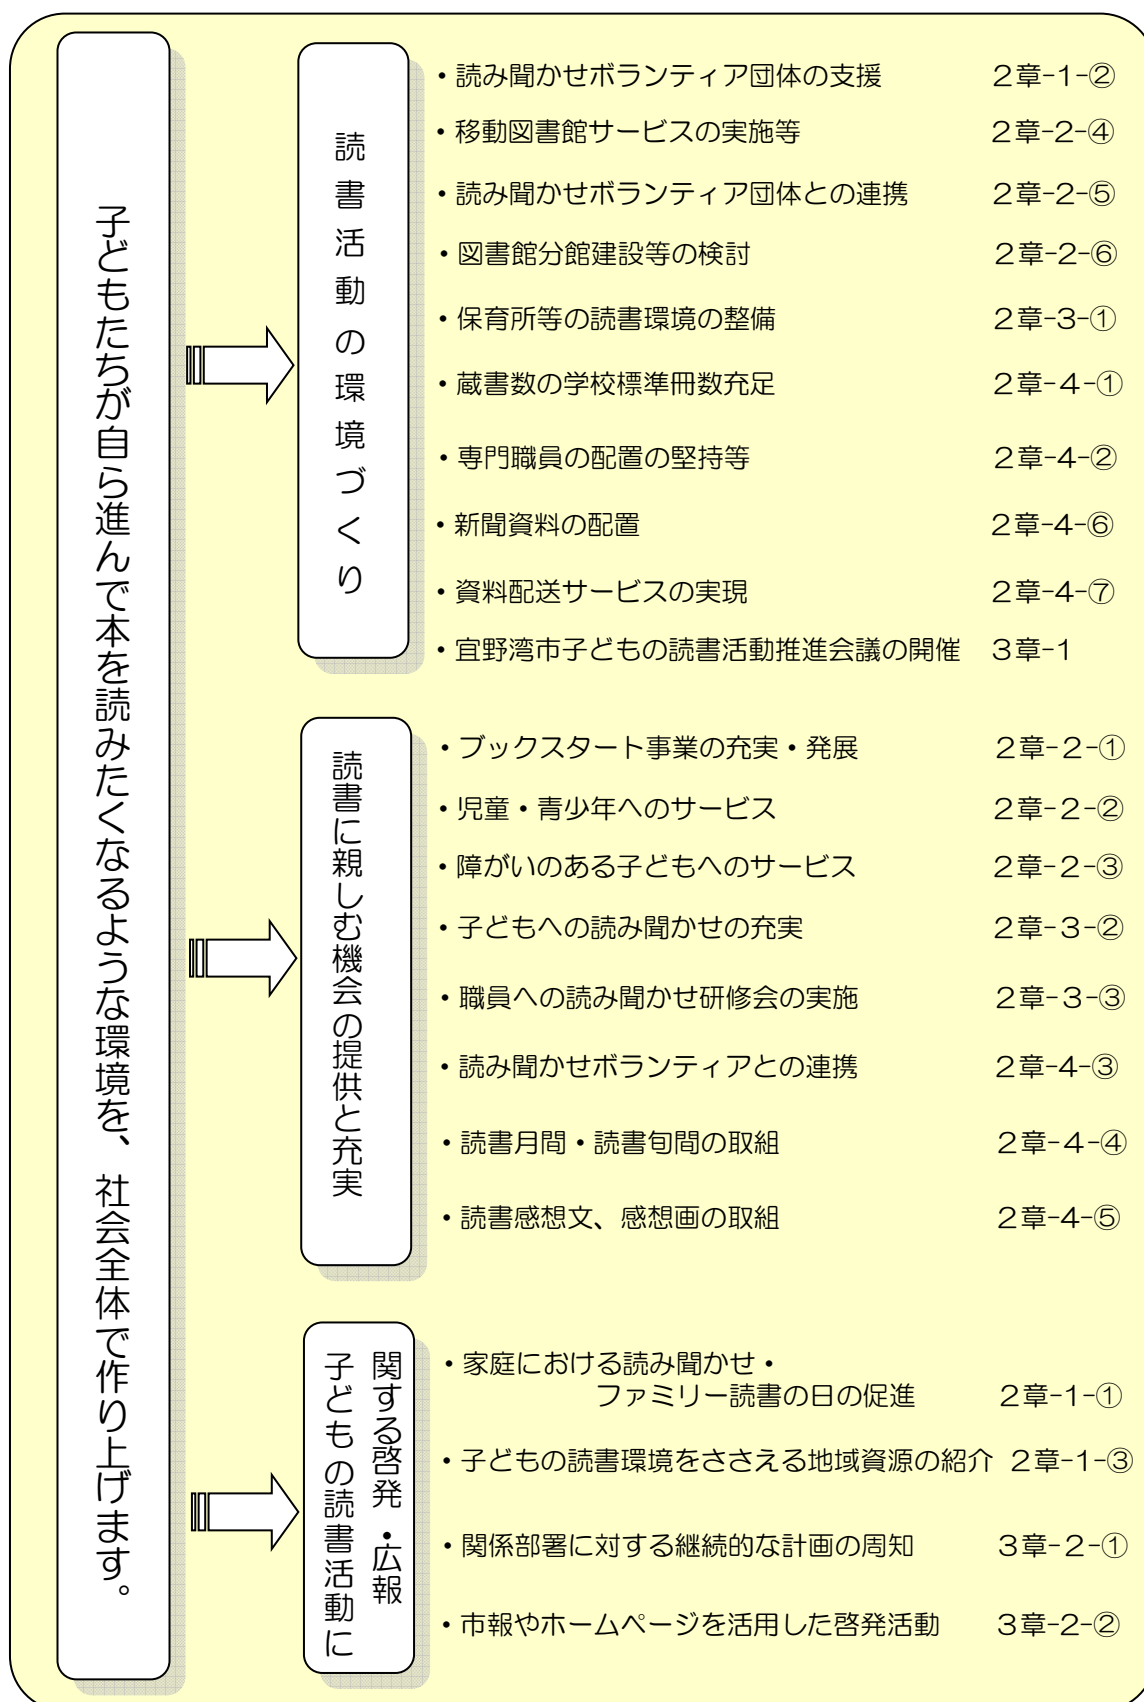 子どもたちが自ら進んで本を読みたくなるような環境を、社会全体で作り上げます。
読書活動の環境づくり
・読み聞かせボランティア団体の支援 2章-1-②
・移動図書館サービスの実施等 2章-2-④
・読み聞かせボランティア団体との連携 2章-2-⑤
・図書館分館建設等の検討 2章-2-⑥
・保育所等の読書環境の整備 2章-3-①
・蔵書数の学校標準冊数充足 2章-4-①
・専門職員の配置の堅持等 2章-4-②
・新聞資料の配置 2章-4-⑥
・資料配送サービスの実現 2章-4-⑦
・宜野湾市子どもの読書活動推進会議の開催 3章-1
読書に親しむ機会の提供と充実
・ブックスタート事業の充実・発展 2章-2-①
・児童・青少年へのサービス 2章-2-②
・障がいのある子どもへのサービス 2章-2-③
・子どもへの読み聞かせの充実 2章-3-②
・職員への読み聞かせ研修会の実施 2章-3-③
・読み聞かせボランティアとの連携 2章-4-③
・読書月間・読書旬間の取組 2章-4-④
・読書感想文、感想画の取組 2章-4-⑤
関する啓発・広報
子どもの読書活動に
・家庭における読み聞かせ・
ファミリー読書の日の促進 2章-1-①
・子どもの読書環境をささえる地域資源の紹介 2章-1-③
・関係部署に対する継続的な計画の周知 3章-2-①
・市報やホームページを活用した啓発活動 3章-2-②